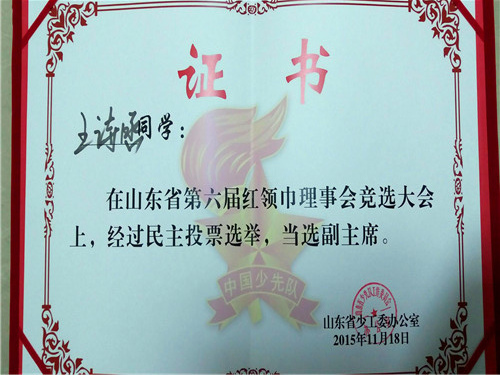 证书
王诗涵同学：
在山东省第六届红领巾理事会竞选大会
上，经过民主投票选举，当选副主席。
中国少先队
山东省少工委办公室
2015年11月18日